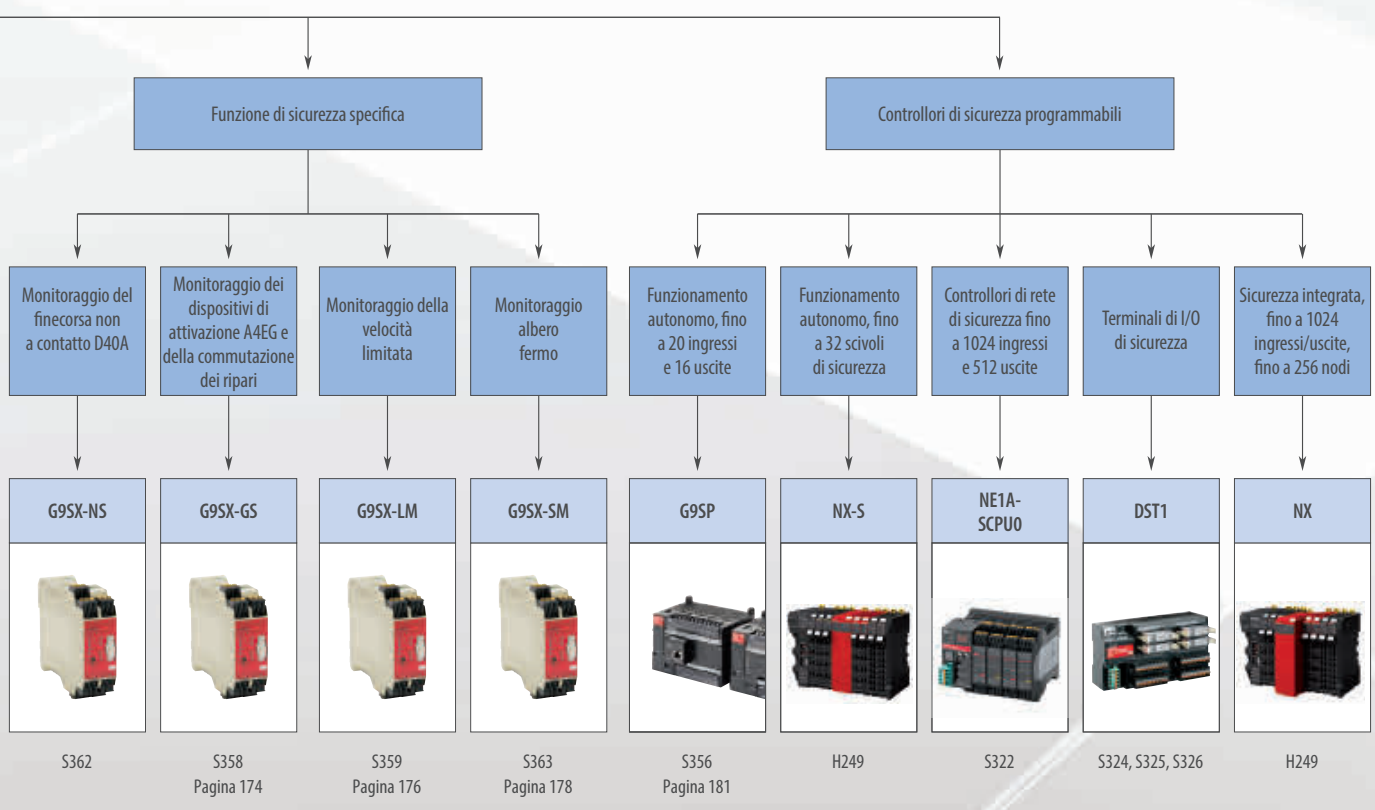 Funzione di sicurezza specifica
Controllori di sicurezza programmabili
Monitoraggio del
finecorsa non
a contatto D40A
Monitoraggio dei
dispositivi di
attivazione A4EG e
della commutazione
dei ripari
Monitoraggio della
velocità
limitata
Monitoraggio
albero
fermo
Funzionamento
autonomo, fino
a 20 ingressi
e 16 uscite
Funzionamento
autonomo, fino
a 32 scivoli
di sicurezza
Controllori di rete
di sicurezza fino
a 1024 ingressi
e 512 uscite
Terminali di I/O
di sicurezza
Sicurezza integrata,
fino a 1024
ingressi/uscite,
fino a 256 nodi
G9SX-NS
G9SX-GS
G9SX-LM
G9SX-SM
G9SP
NX-S
NE1A-
SCPU0
DST1
NX
S362
S358
Pagina 174
S359
Pagina 176
S363
Pagina 178
S356
Pagina 181
H249
S322
S324, S325, S326
H249